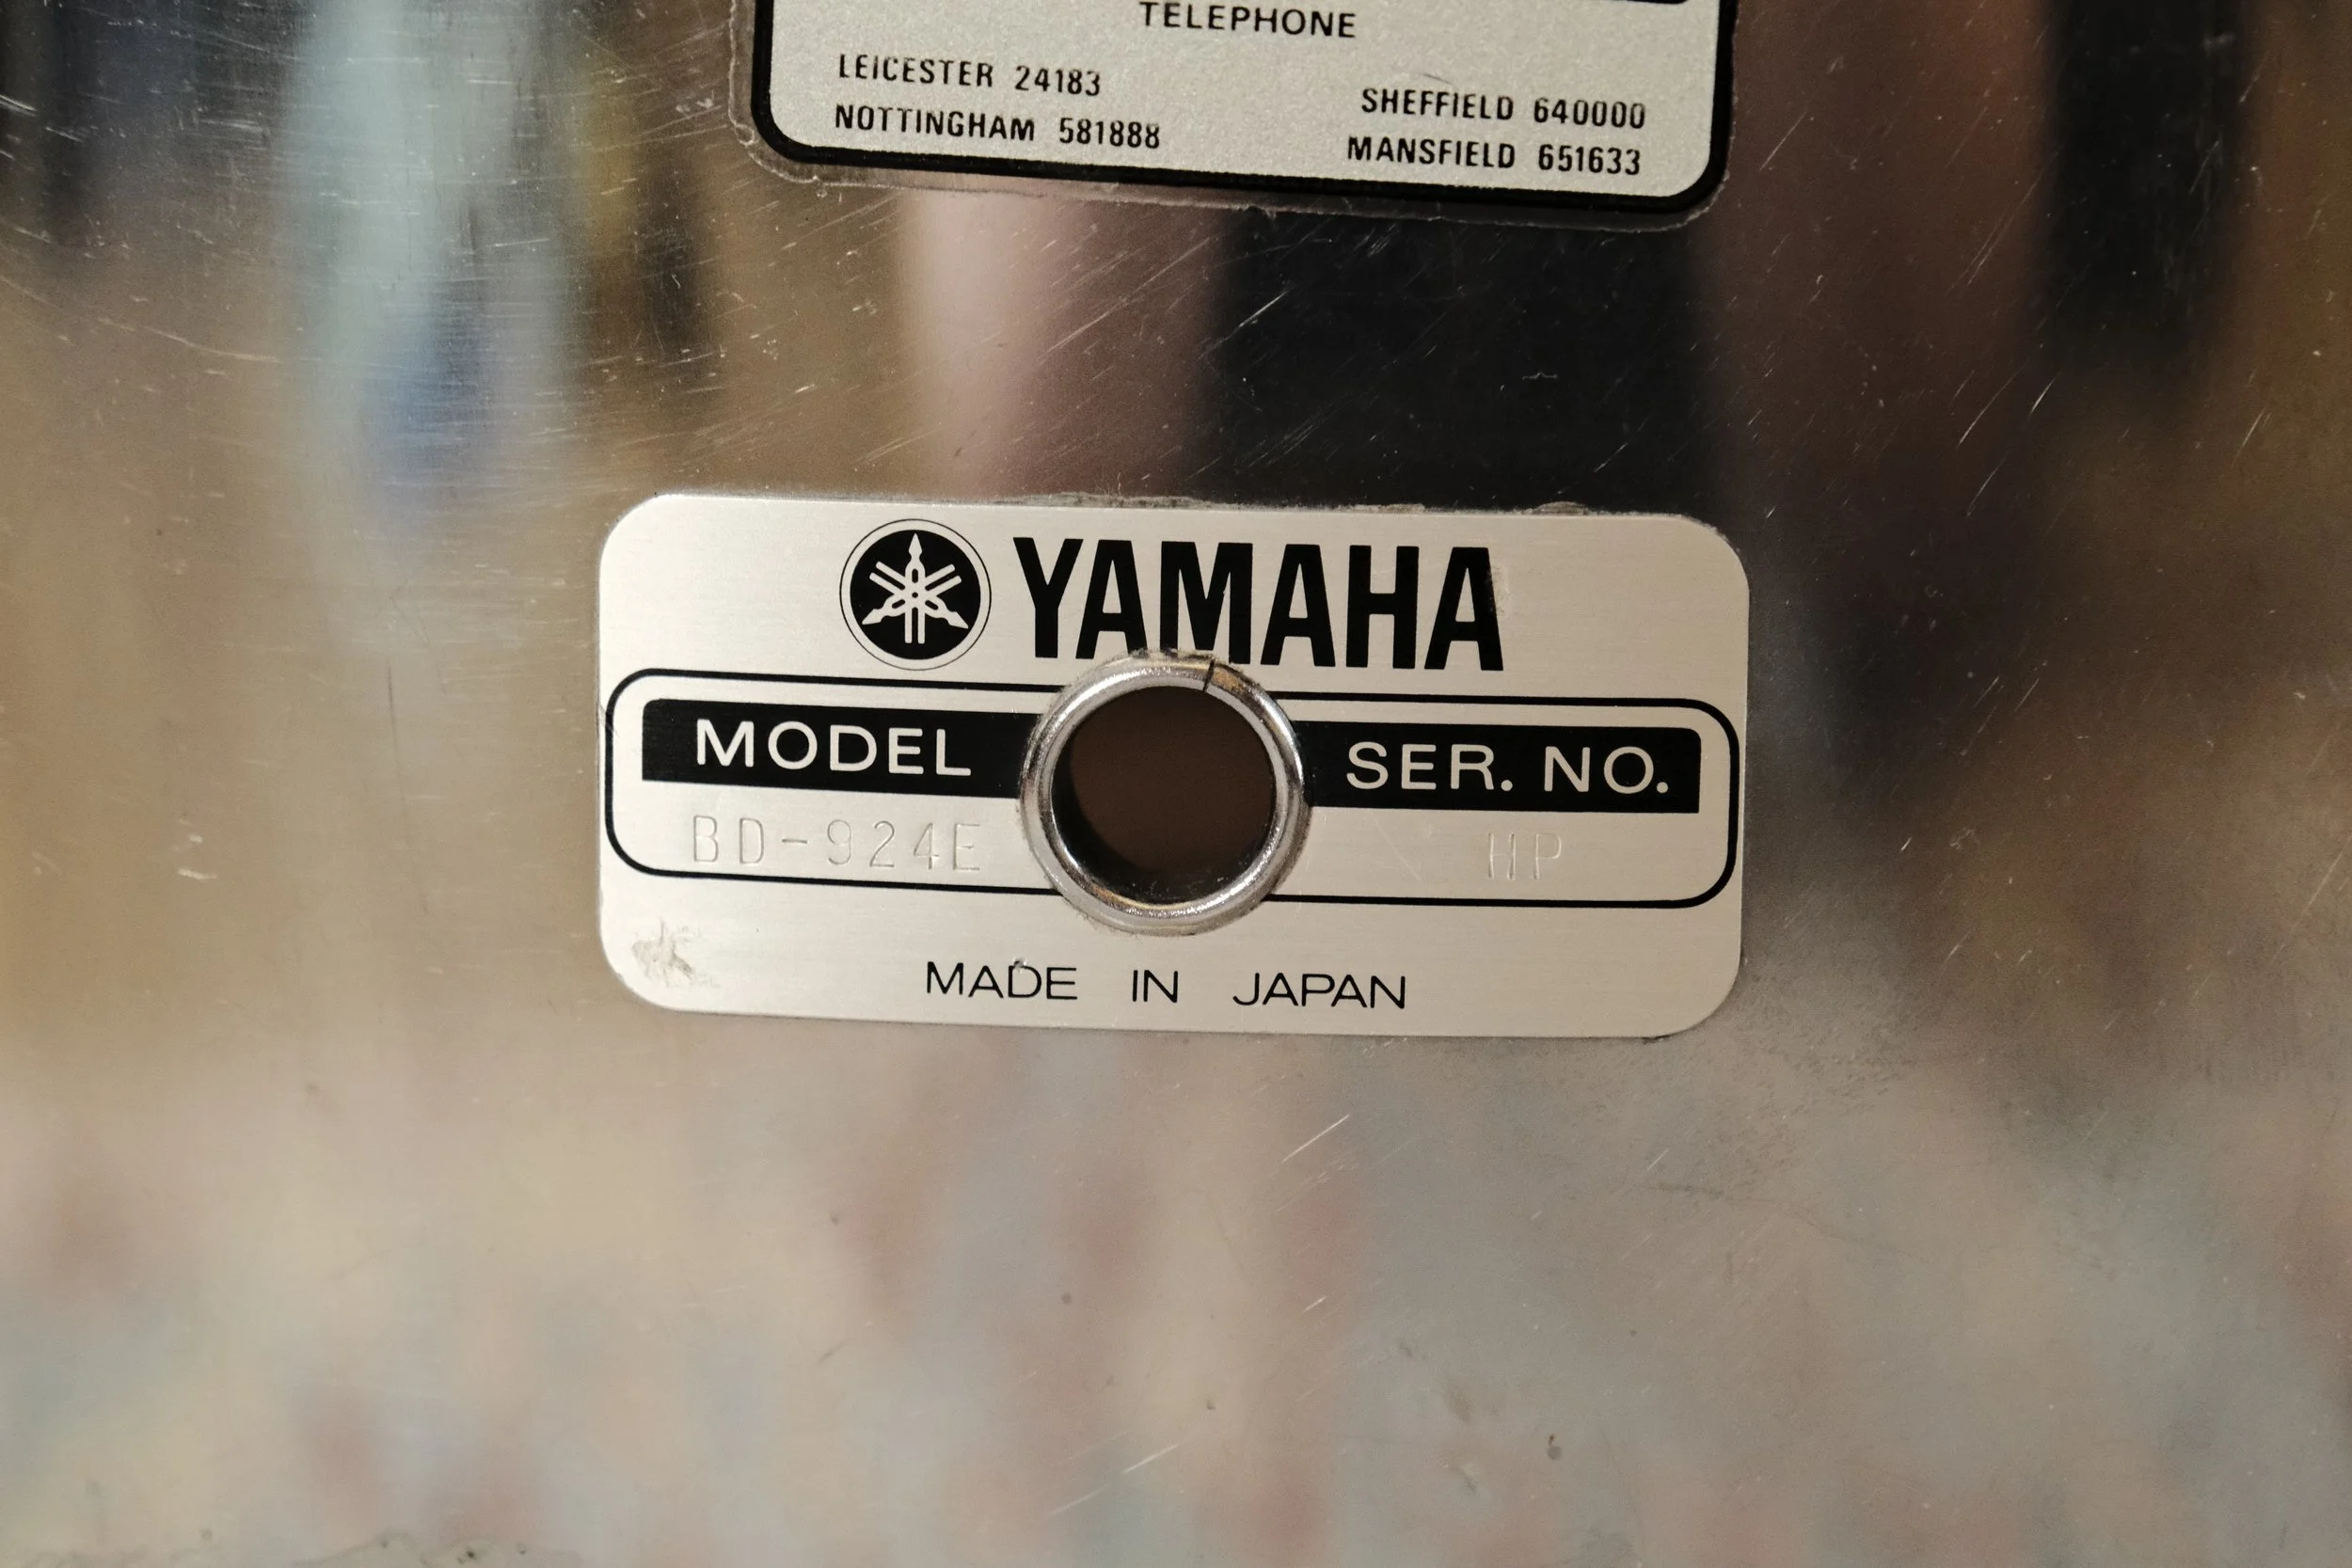 TELEPHONE
LEICESTER 24183
NOTTINGHAM 581888
SHEFFIELD 640000
MANSFIELD 651633
YAMAHA
MODEL
SER. NO.
BD-924E
HP
MADE IN JAPAN